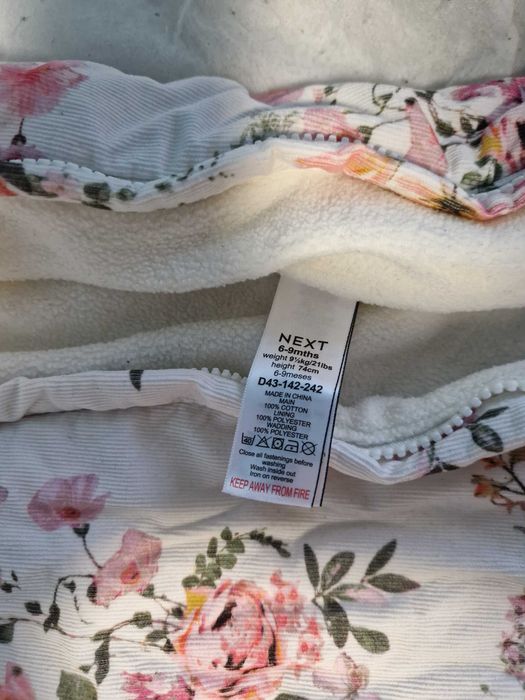 NEXT
6-9mths
weight 9½kg/21lbs
height 74cm
6-9meses
D43-142-242
MADE IN CHINA
MAIN
100% COTTON
LINING
100% POLYESTER
WADDING
100% POLYESTER
40
Close all fastenings before
washing
Wash inside out
Iron on reverse
KEEP AWAY FROM FIRE